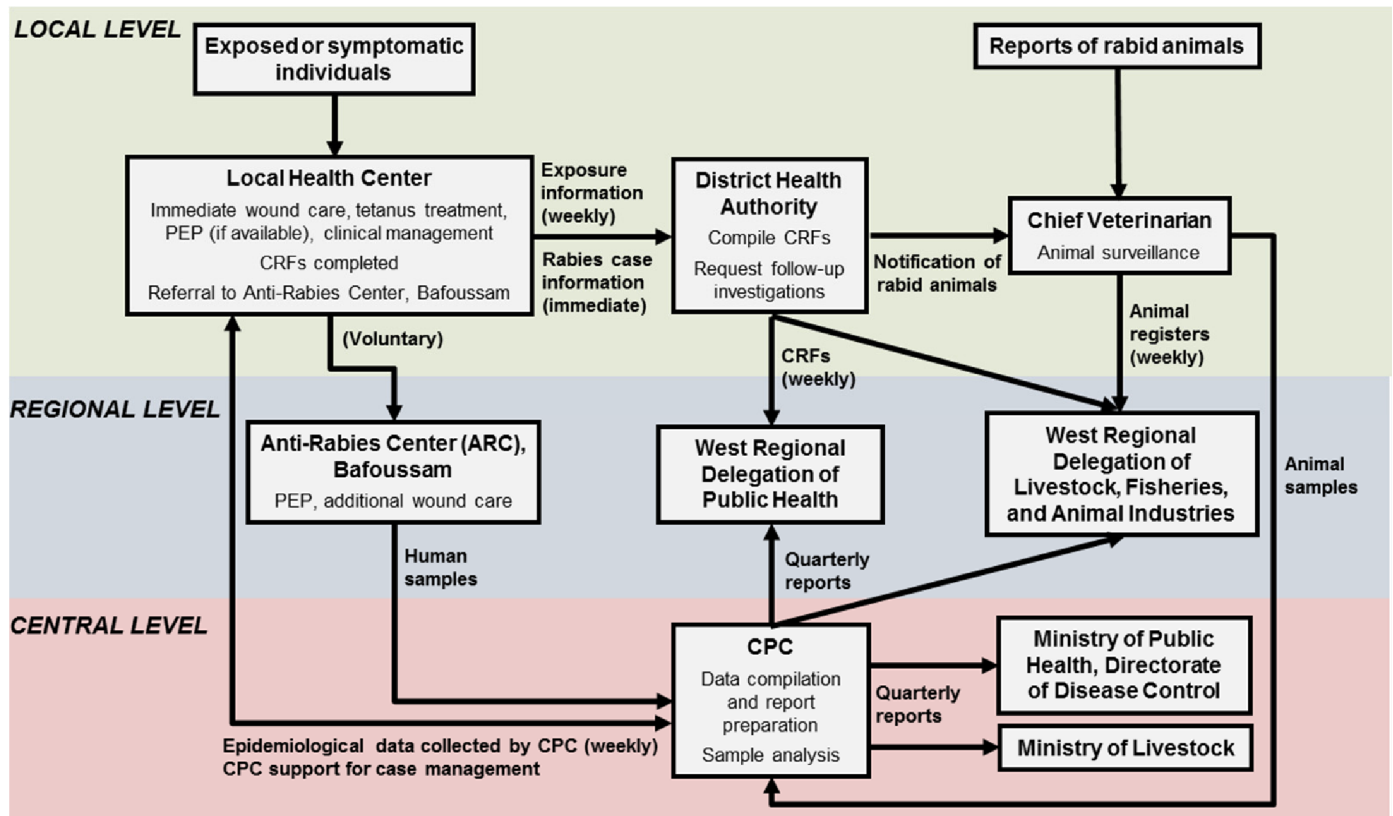 LOCAL LEVEL
Exposed or symptomatic
individuals
Reports of rabid animals
Local Health Center
Immediate wound care, tetanus treatment,
PEP (if available), clinical management
CRFs completed
Referral to Anti-Rabies Center, Bafoussam
Exposure
information
(weekly)
Rabies case
information
(immediate)
District Health
Authority
Compile CRFs
Request follow-up
investigations
Notification of
rabid animals
Chief Veterinarian
Animal surveillance
(Voluntary)
CRFs
(weekly)
Animal
registers
(weekly)
REGIONAL LEVEL
Anti-Rabies Center (ARC),
Bafoussam
PEP, additional wound care
West Regional
Delegation of
Public Health
West Regional
Delegation of
Livestock, Fisheries,
and Animal Industries
Animal
samples
Human
samples
Quarterly
reports
CENTRAL LEVEL
CPC
Data compilation
and report
preparation
Sample analysis
Quarterly
reports
Ministry of Public
Health, Directorate
of Disease Control
Ministry of Livestock
Epidemiological data collected by CPC (weekly)
CPC support for case management